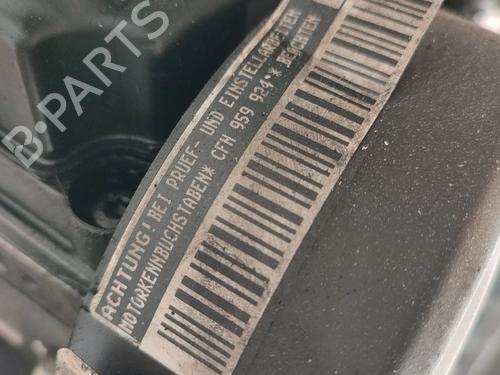 B-PARTS
ACHTUNG! BEI PRUEF- UND EINSTELLARBEITEN
MOTORKENNBUCHSTABEN* CFH 959 924 * BEACHTEN